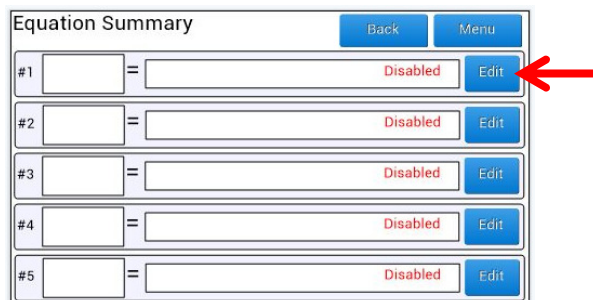 Equation Summary Back Menu
#1 = Disabled Edit
#2 = Disabled Edit
#3 = Disabled Edit
#4 = Disabled Edit
#5 = Disabled Edit